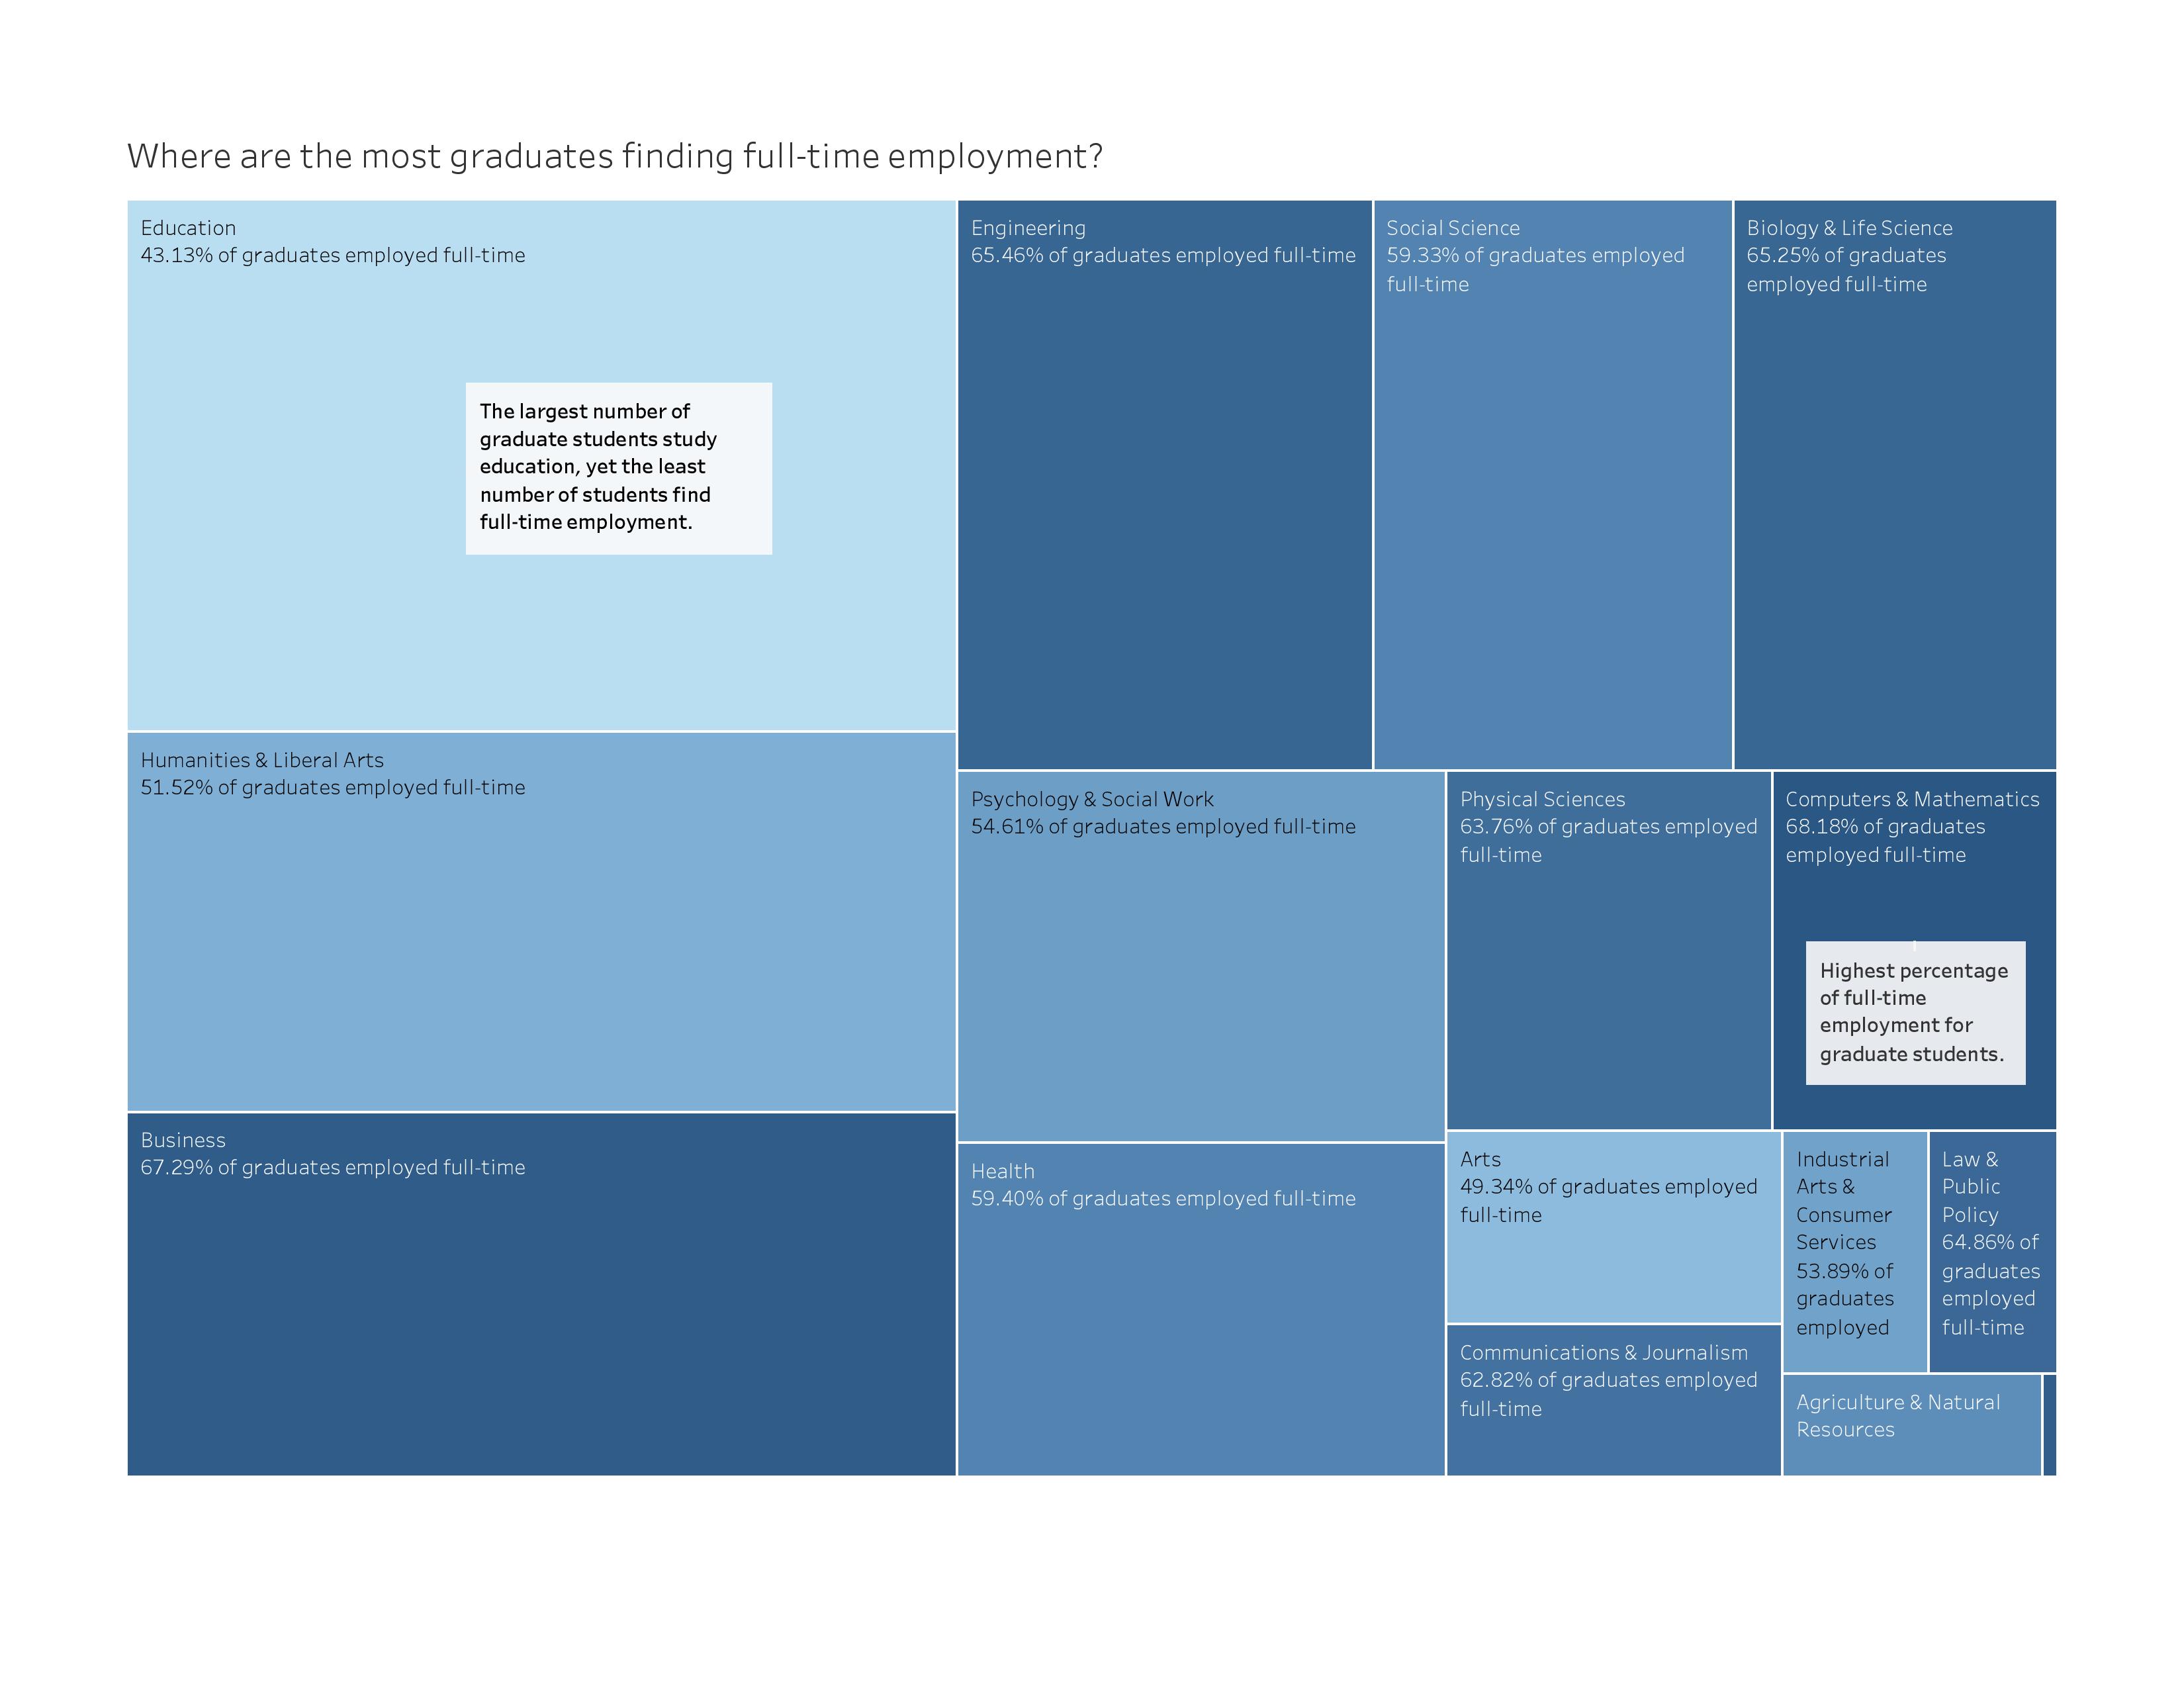 Where are the most graduates finding full-time employment?
Education
43.13% of graduates employed full-time
The largest number of
graduate students study
education, yet the least
number of students find
full-time employment.
Humanities & Liberal Arts
51.52% of graduates employed full-time
Business
67.29% of graduates employed full-time
Engineering
65.46% of graduates employed full-time
Social Science
59.33% of graduates employed
full-time
Biology & Life Science
65.25% of graduates
employed full-time
Psychology & Social Work
54.61% of graduates employed full-time
Health
59.40% of graduates employed full-time
Physical Sciences
63.76% of graduates employed
full-time
Computers & Mathematics
68.18% of graduates
employed full-time
Highest percentage
of full-time
employment for
graduate students.
Arts
49.34% of graduates employed
full-time
Communications & Journalism
62.82% of graduates employed
full-time
Industrial
Arts &
Consumer
Services
53.89% of
graduates
employed
Law &
Public
Policy
64.86% of
graduates
employed
full-time
Agriculture & Natural
Resources